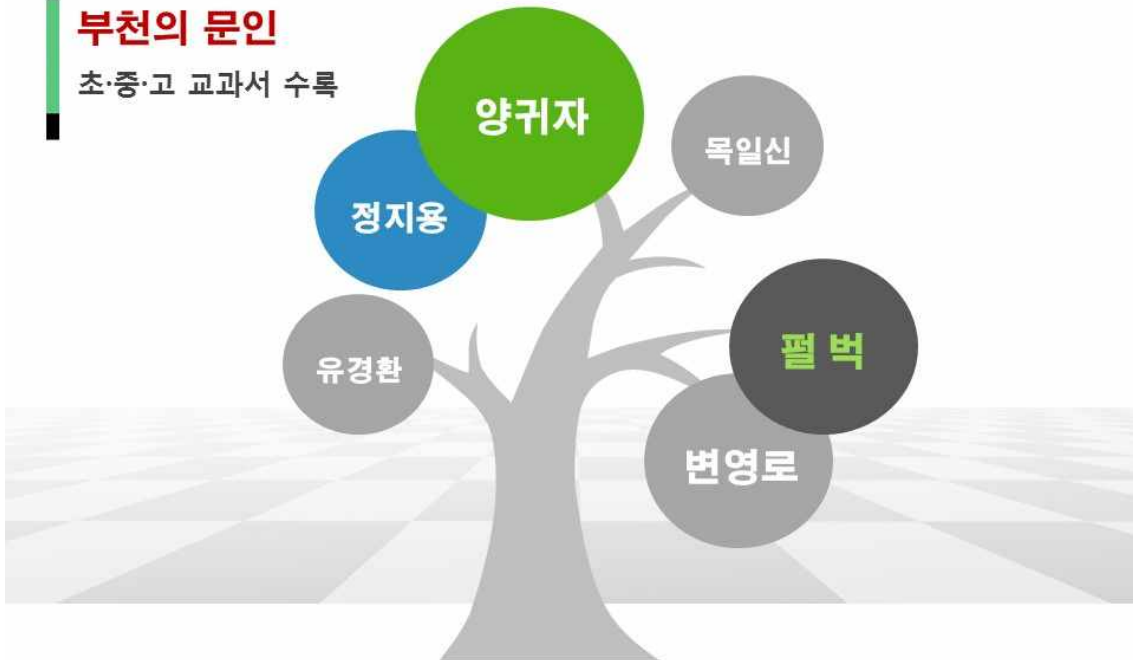 부천의 문인
초·중·고 교과서 수록
양귀자
목일신
정지용
펄 벅
유경환
변영로